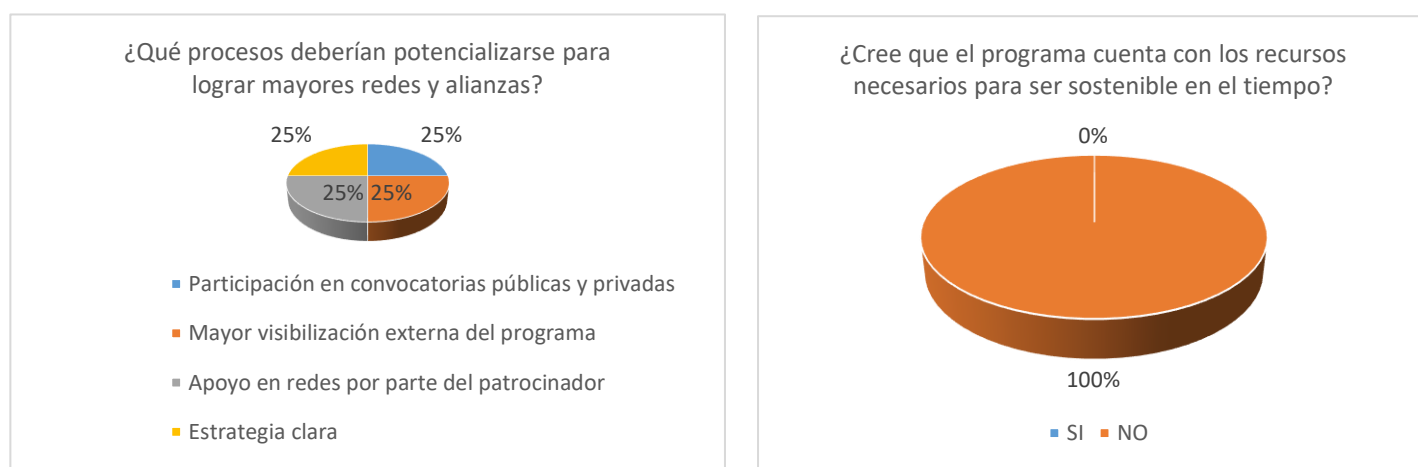 ¿Qué procesos deberían potencializarse para
lograr mayores redes y alianzas?
25%
25%
25%
25%
Participación en convocatorias públicas y privadas
Mayor visibilización externa del programa
Apoyo en redes por parte del patrocinador
Estrategia clara
¿Cree que el programa cuenta con los recursos
necesarios para ser sostenible en el tiempo?
0%
100%
SI NO